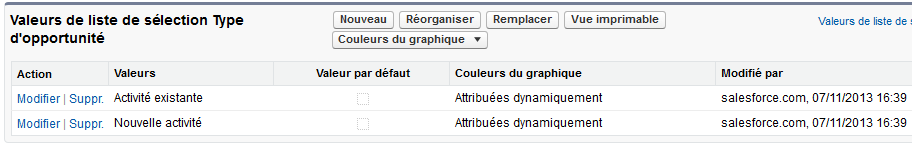 Valeurs de liste de sélection Type
d'opportunité
Nouveau Réorganiser Remplacer Vue imprimable
Couleurs du graphique
Valeurs de liste de s
Action Valeurs Valeur par défaut Couleurs du graphique Modifié par
Modifier | Suppr. Activité existante Attribuées dynamiquement salesforce.com, 07/11/2013 16:39
Modifier | Suppr. Nouvelle activité Attribuées dynamiquement salesforce.com, 07/11/2013 16:39